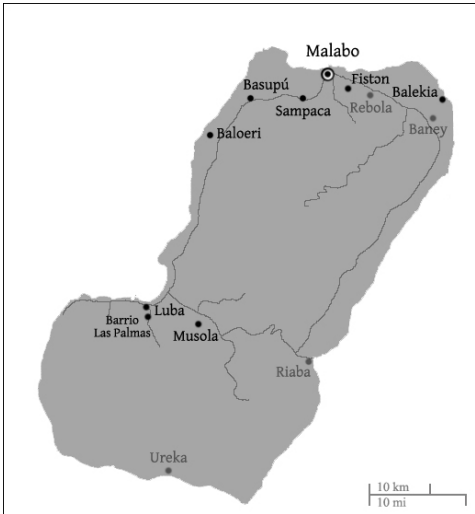 Malabo
Fistɔn
Basupú
Balekia
Rebola
Sampaca
Baney
Baloeri
Luba
Barrio
Las Palmas
Musola
Riaba
Ureka
10 km
10 mi